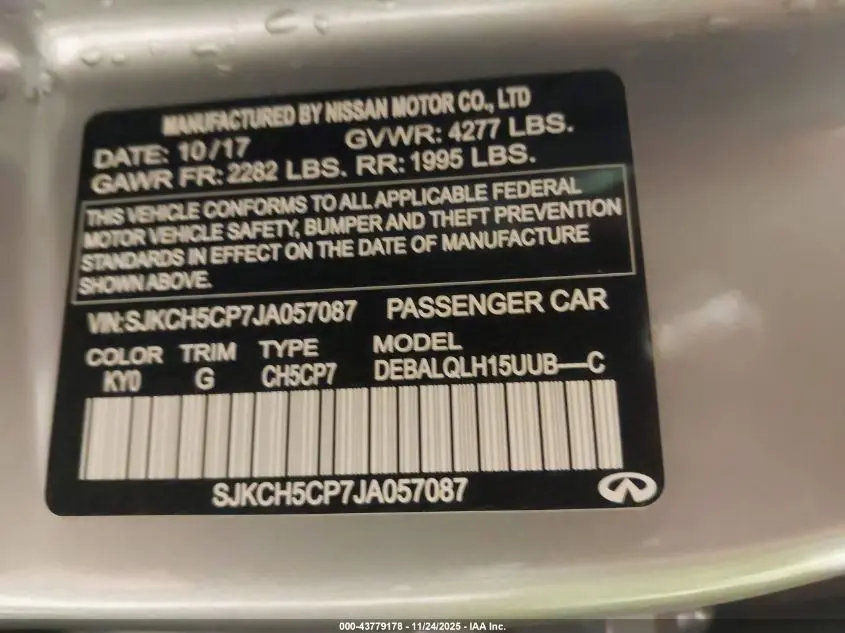 MANUFACTURED BY NISSAN MOTOR CO., LTD
DATE: 10/17 GVWR: 4277 LBS.
GAWR FR: 2282 LBS. RR: 1995 LBS.
THIS VEHICLE CONFORMS TO ALL APPLICABLE FEDERAL
MOTOR VEHICLE SAFETY, BUMPER AND THEFT PREVENTION
STANDARDS IN EFFECT ON THE DATE OF MANUFACTURE
SHOWN ABOVE.
VIN:SJKCH5CP7JA057087 PASSENGER CAR
COLOR TRIM TYPE MODEL
KY0 G CH5CP7 DEBALQLH15UUB—C
SJKCH5CP7JA057087
000-43779178 - 11/24/2025 - IAA Inc.